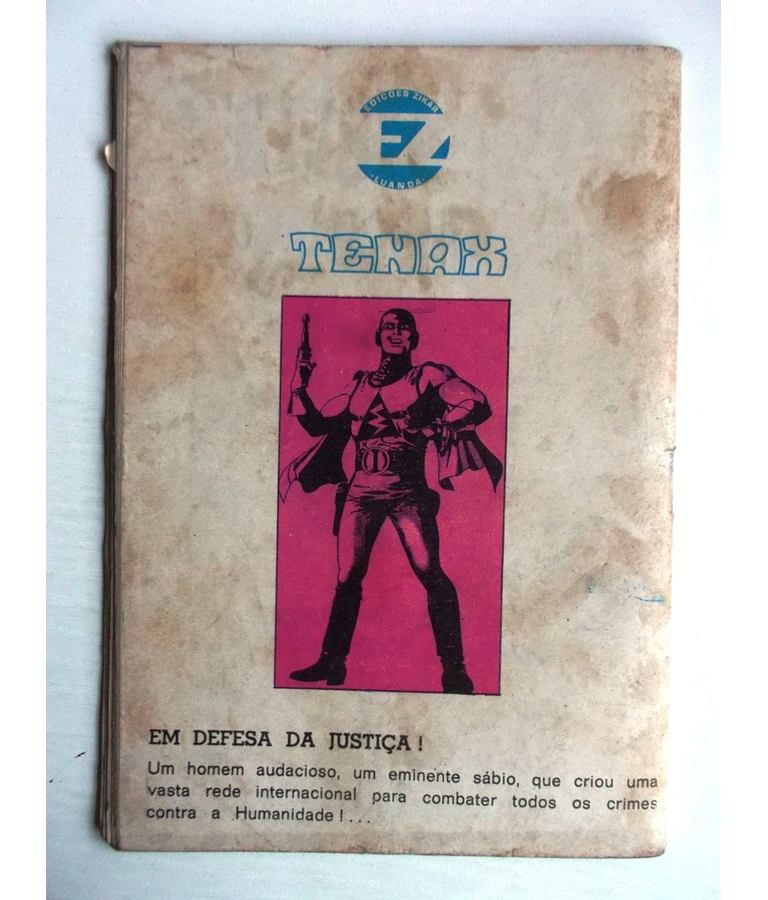 EDIÇÕES ZIKAR
EZ
·LUANDA·
TENAX
EM DEFESA DA JUSTIÇA !
Um homem audacioso, um eminente sábio, que criou uma
vasta rede internacional para combater todos os crimes
contra a Humanidade ! . . .